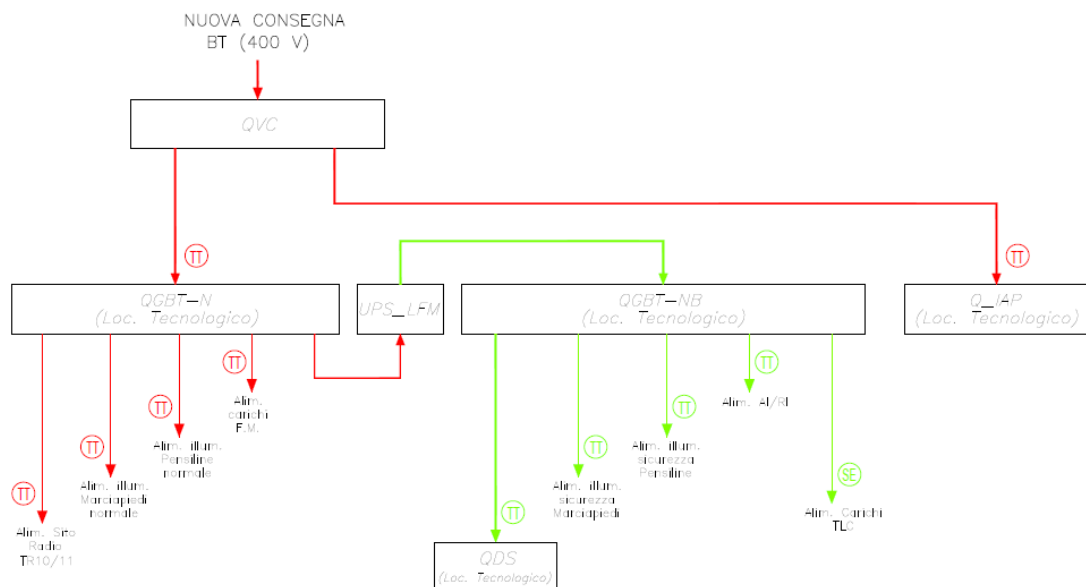 NUOVA CONSEGNA
BT (400 V)
QVC
TT
TT
QGBT-N
(Loc. Tecnologico)
UPS_LFM
QGBT-NB
(Loc. Tecnologico)
Q_IAP
(Loc. Tecnologico)
TT
TT
TT
TT
TT
TT
TT
TT
SE
Alim.
carichi
F.M.
Alim. illum.
Pensiline
normale
Alim. illum.
Marciapiedi
normale
Alim. Sito
Radio
TR10/11
Alim. AI/RI
Alim. illum.
sicurezza
Pensiline
Alim. illum.
sicurezza
Marciapiedi
Alim. Carichi
TLC
QDS
(Loc. Tecnologico)